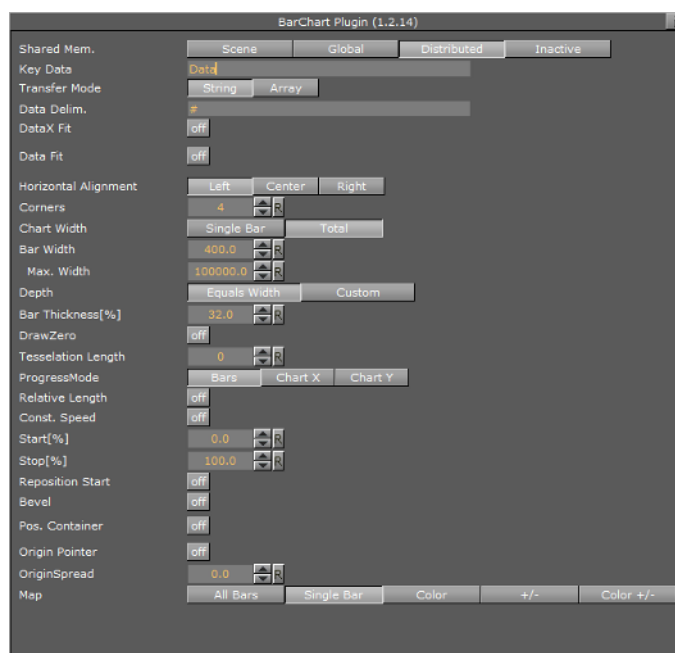 BarChart Plugin (1.2.14)
Shared Mem. Scene Global Distributed Inactive
Key Data Data
Transfer Mode String Array
Data Delim. #
DataX Fit off
Data Fit off
Horizontal Alignment Left Center Right
Corners 4 R
Chart Width Single Bar Total
Bar Width 400.0 R
Max. Width 100000.0 R
Depth Equals Width Custom
Bar Thickness[%] 32.0 R
DrawZero off
Tesselation Length 0 R
ProgressMode Bars Chart X Chart Y
Relative Length off
Const. Speed off
Start[%] 0.0 R
Stop[%] 100.0 R
Reposition Start off
Bevel off
Pos. Container off
Origin Pointer off
OriginSpread 0.0 R
Map All Bars Single Bar Color +/- Color +/-